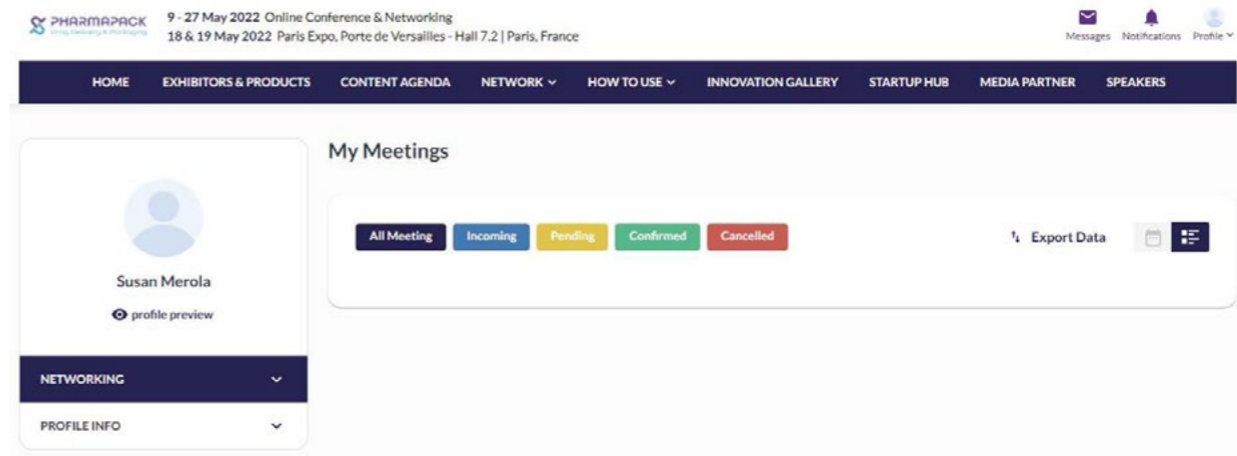 PHARMAPACK
Drug Delivery & Packaging
9 - 27 May 2022 Online Conference & Networking
18 & 19 May 2022 Paris Expo, Porte de Versailles - Hall 7.2 | Paris, France
Messages Notifications Profile
HOME EXHIBITORS & PRODUCTS CONTENT AGENDA NETWORK HOW TO USE INNOVATION GALLERY STARTUP HUB MEDIA PARTNER SPEAKERS
My Meetings
All Meeting Incoming Pending Confirmed Cancelled
Export Data
Susan Merola
profile preview
NETWORKING
PROFILE INFO